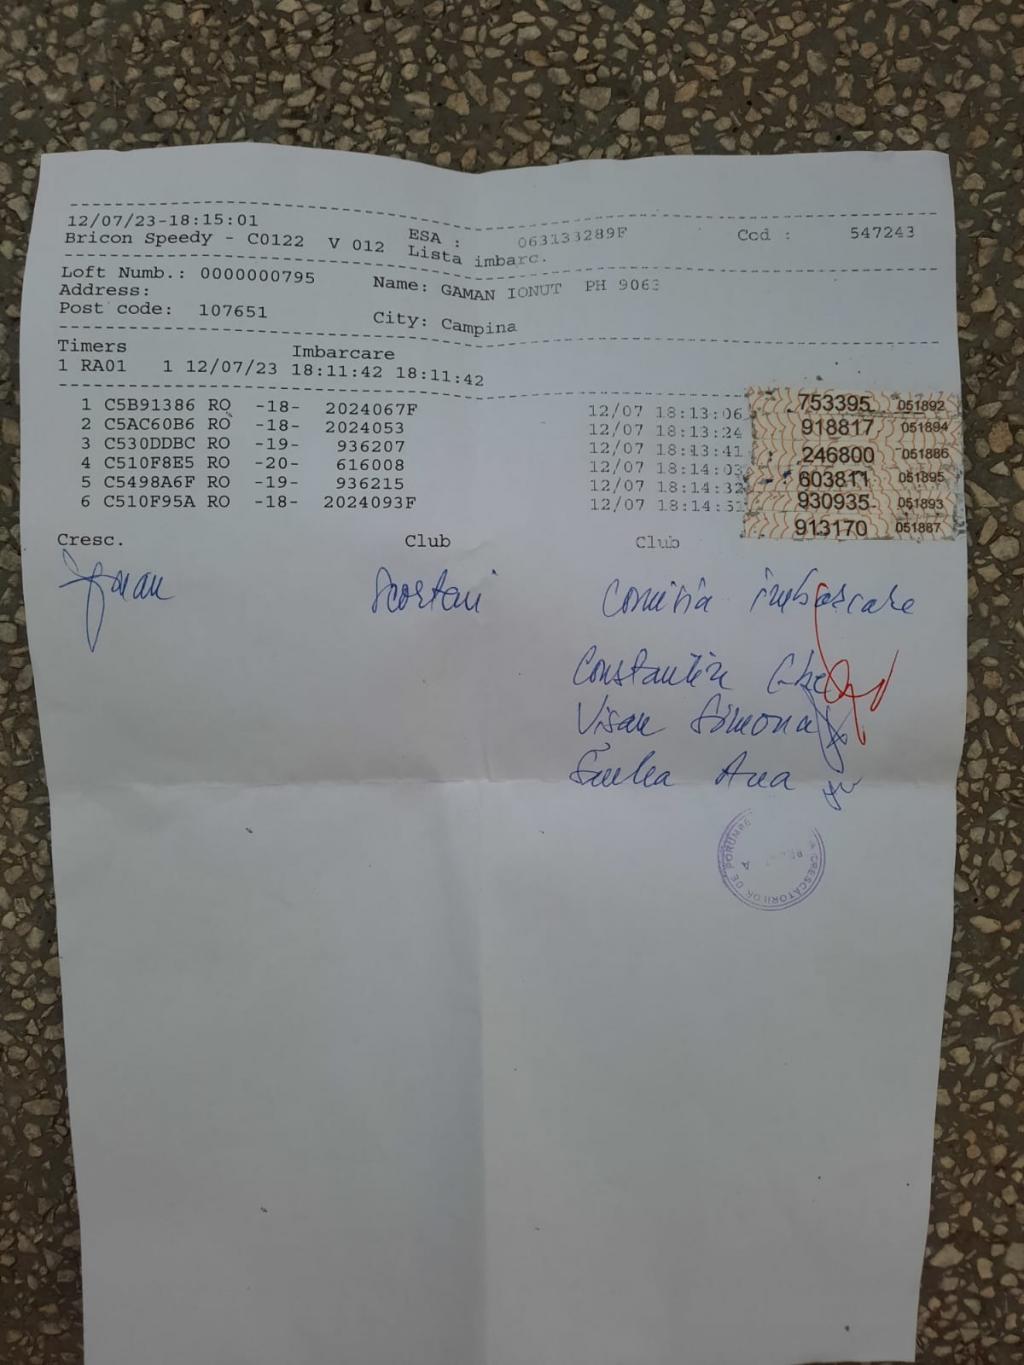 12/07/23-18:15:01 ESA : 063133289F Ccd : 547243
Bricon Speedy - C0122 V 012 Lista imbarc.
Loft Numb.: 0000000795 Name: GAMAN IONUT PH 9063
Address:
Post code: 107651 City: Campina
Timers Imbarcare
1 RA01 1 12/07/23 18:11:42 18:11:42
1 C5B91386 RO -18- 2024067F 12/07 18:13:06 753395 051892
2 C5AC60B6 RO -18- 2024053 12/07 18:13:24 918817 051894
3 C530DDBC RO -19- 936207 12/07 18:13:41 246800 051886
4 C510F8E5 RO -20- 616008 12/07 18:14:03 603811 051895
5 C5498A6F RO -19- 936215 12/07 18:14:32 930935 051893
6 C510F95A RO -18- 2024093F 12/07 18:14:51 913170 051887
Cresc. Club Club
Scortani Comisia îmbarcare
Constantin
Visan Simona
Ana
CRESCATORILOR DE PORUMBE